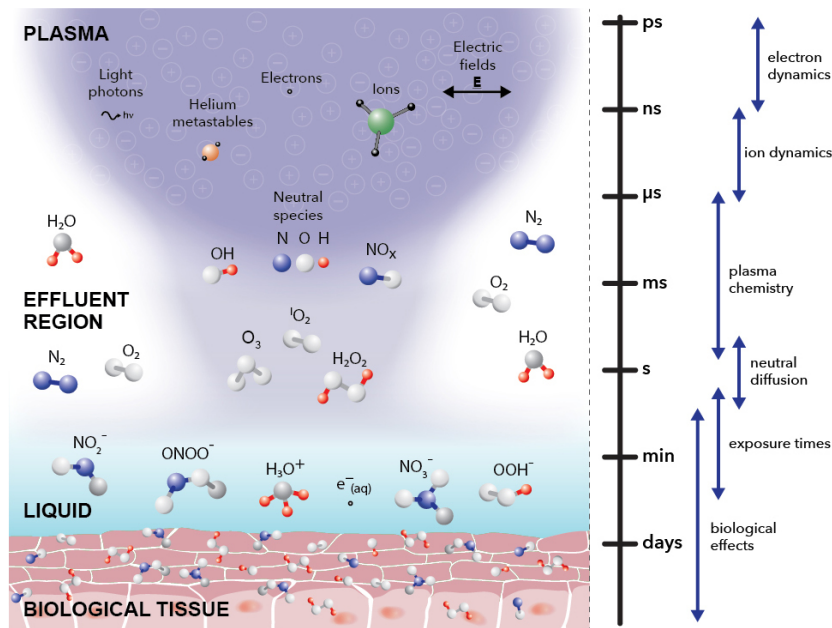 PLASMA
Light
photons
hν
Helium
metastables
Electrons
Ions
Electric
fields
E
Neutral
species
N O H
H₂O
OH
NOₓ
N₂
O₂
EFFLUENT
REGION
N₂
O₂
O₃
¹O₂
H₂O₂
H₂O
NO₂⁻
ONOO⁻
H₃O⁺
e⁻(aq)
NO₃⁻
OOH⁻
LIQUID
BIOLOGICAL TISSUE
ps
ns
µs
ms
s
min
days
electron
dynamics
ion dynamics
plasma
chemistry
neutral
diffusion
exposure times
biological
effects